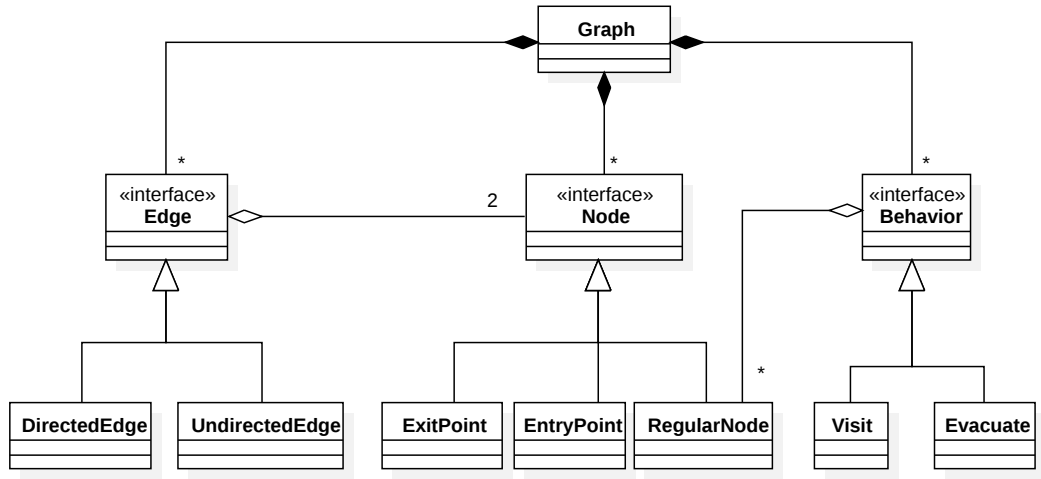 Graph
*
*
*
«interface»
Edge
2
«interface»
Node
«interface»
Behavior
*
DirectedEdge
UndirectedEdge
ExitPoint
EntryPoint
RegularNode
Visit
Evacuate